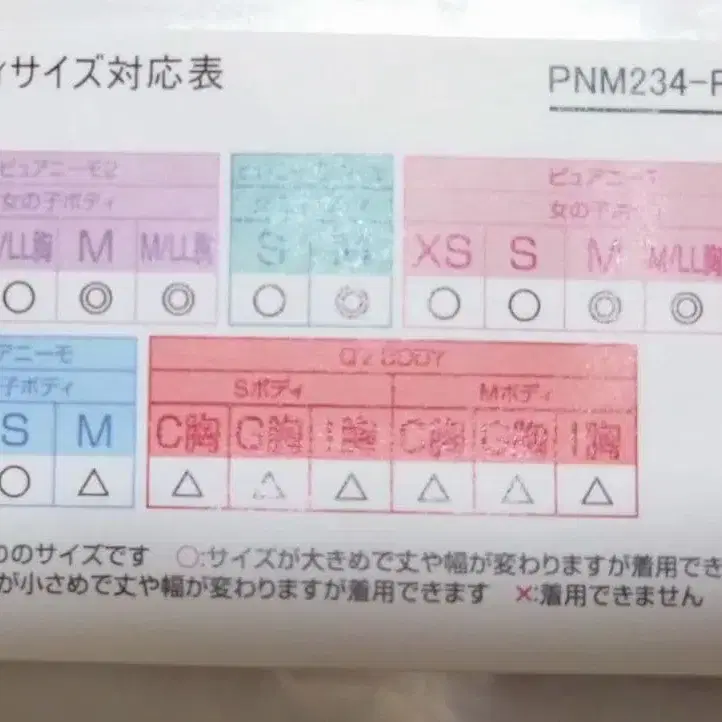 ィサイズ対応表 PNM234-F
ピュアニーモ2 ピュアニーモ
女の子ボディ 女の子ボディ
/LL胸 M M/LL胸 S M XS S M M/LL胸
○ ◎ ◎ ○ ◎ ○ ○ ◎ ◎
アニーモ Q'z BODY
子ボディ Sボディ Mボディ
S M C胸 G胸 I胸 C胸 G胸 I胸
○ △ △ △ △ △ △ △
りのサイズです ○:サイズが大きめで丈や幅が変わりますが着用でき
が小さめで丈や幅が変わりますが着用できます ×:着用できません